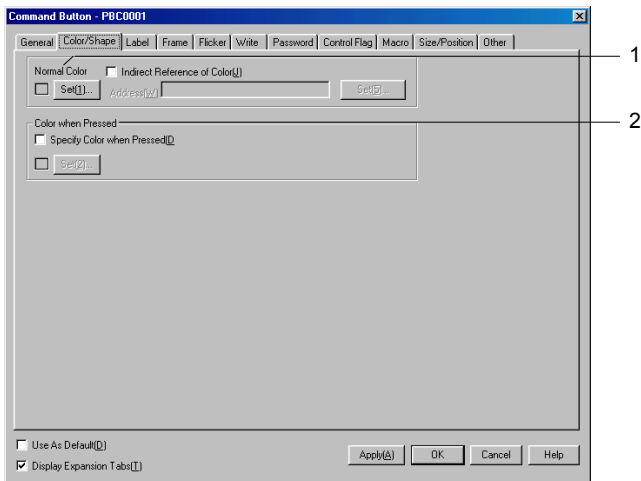 Command Button - PBC0001
General Color/Shape Label Frame Flicker Write Password Control Flag Macro Size/Position Other
1
Normal Color Indirect Reference of Color(U)
Set(1)... Address(W) Set(5)...
2
Color when Pressed
Specify Color when Pressed(D
Set(2)...
Use As Default(D)
Display Expansion Tabs(T)
Apply(A) OK Cancel Help